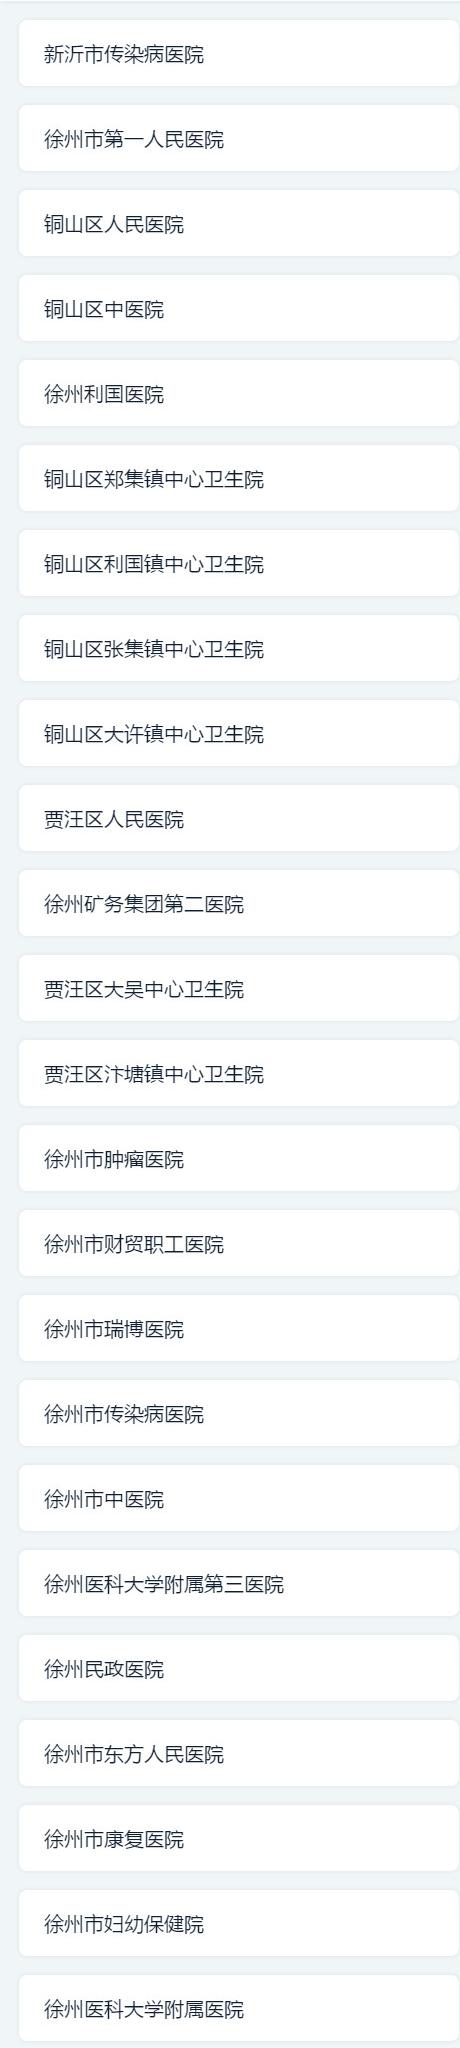 新沂市传染病医院
徐州市第一人民医院
铜山区人民医院
铜山区中医院
徐州利国医院
铜山区郑集镇中心卫生院
铜山区利国镇中心卫生院
铜山区张集镇中心卫生院
铜山区大许镇中心卫生院
贾汪区人民医院
徐州矿务集团第二医院
贾汪区大吴中心卫生院
贾汪区汴塘镇中心卫生院
徐州市肿瘤医院
徐州市财贸职工医院
徐州市瑞博医院
徐州市传染病医院
徐州市中医院
徐州医科大学附属第三医院
徐州民政医院
徐州市东方人民医院
徐州市康复医院
徐州市妇幼保健院
徐州医科大学附属医院